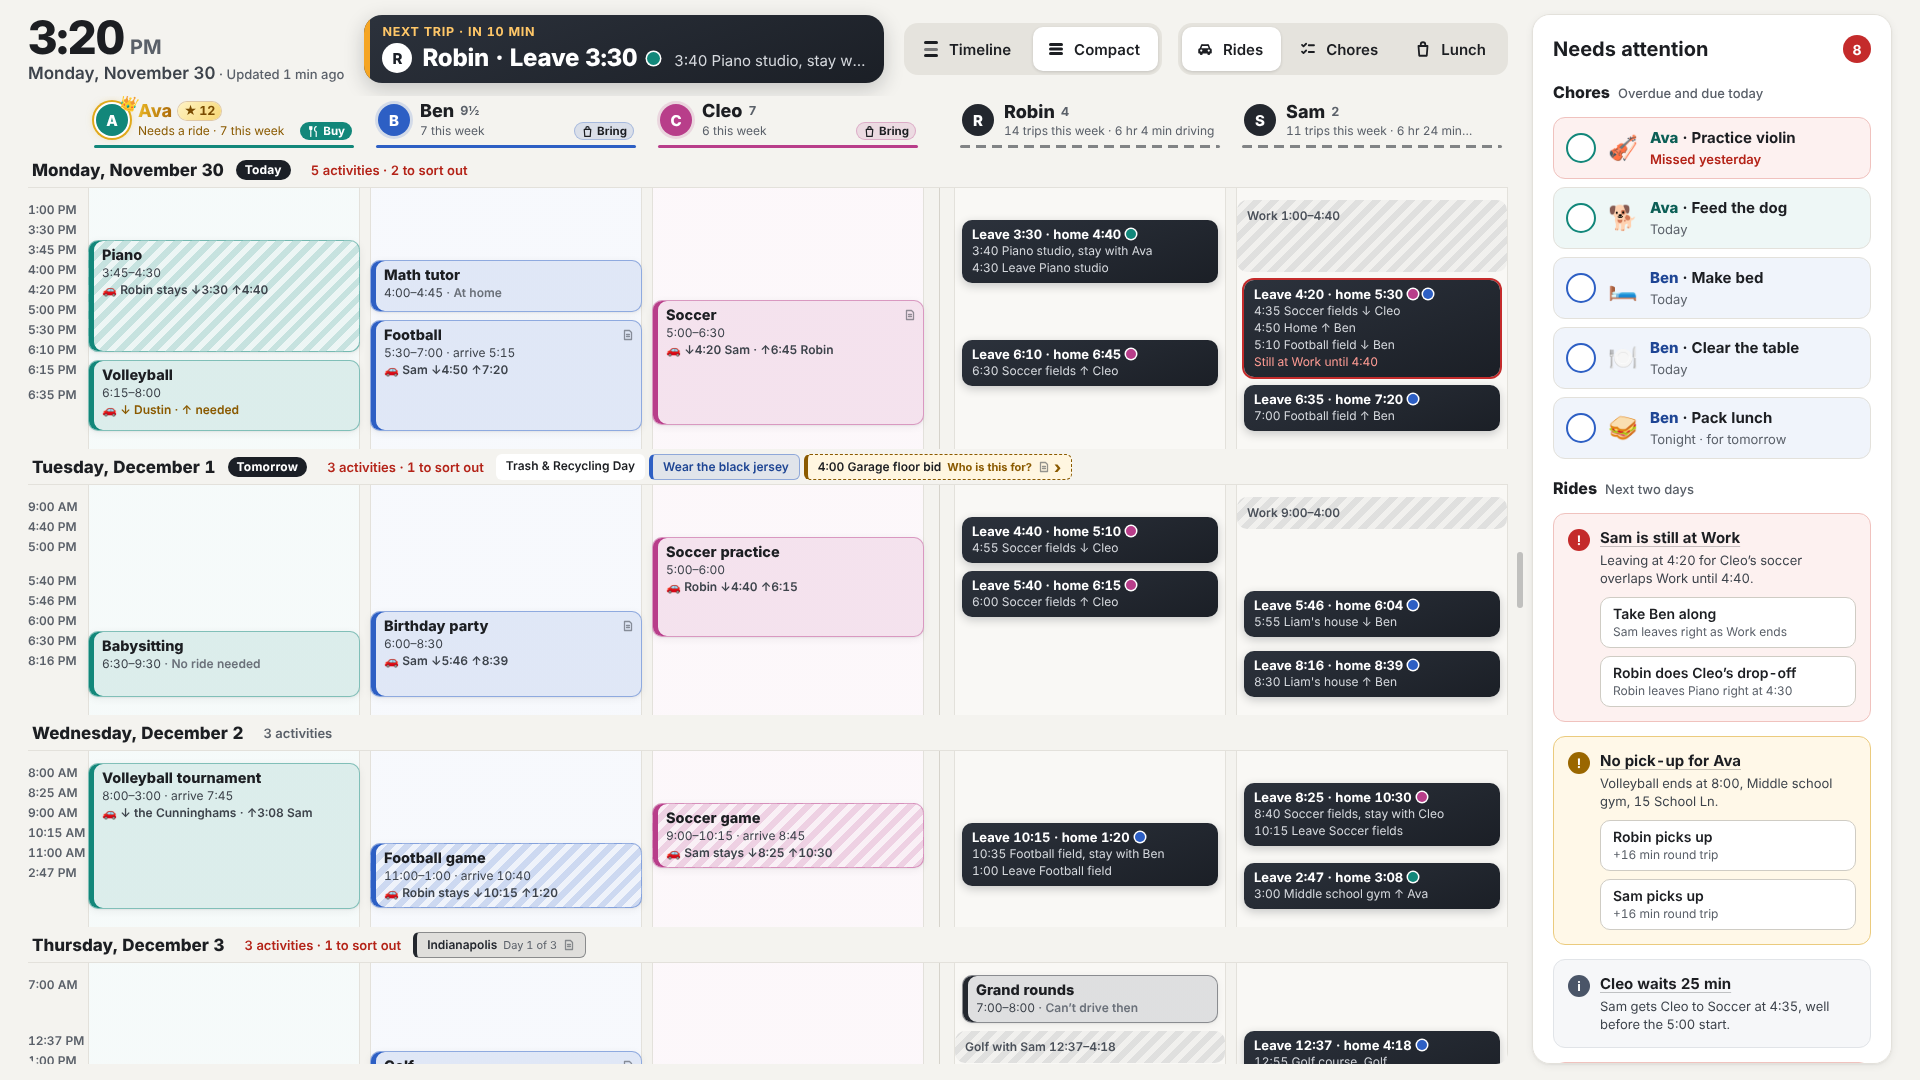 3:20 PM
Monday, November 30 · Updated 1 min ago
NEXT TRIP · IN 10 MIN
R Robin · Leave 3:30 3:40 Piano studio, stay w...
Timeline
Compact
Rides
Chores
Lunch
A Ava ★ 12
Needs a ride · 7 this week
Buy
B Ben 9½
7 this week
Bring
C Cleo 7
6 this week
Bring
R Robin 4
14 trips this week · 6 hr 4 min driving
S Sam 2
11 trips this week · 6 hr 24 min...
Monday, November 30 Today 5 activities · 2 to sort out
1:00 PM
3:30 PM
3:45 PM
4:00 PM
4:20 PM
5:00 PM
5:30 PM
6:10 PM
6:15 PM
6:35 PM
Piano
3:45–4:30
Robin stays ↓3:30 ↑4:40
Volleyball
6:15–8:00
↓ Dustin · ↑ needed
Math tutor
4:00–4:45 · At home
Football
5:30–7:00 · arrive 5:15
Sam ↓4:50 ↑7:20
Soccer
5:00–6:30
↓4:20 Sam · ↑6:45 Robin
Leave 3:30 · home 4:40
3:40 Piano studio, stay with Ava
4:30 Leave Piano studio
Leave 6:10 · home 6:45
6:30 Soccer fields ↑ Cleo
Work 1:00–4:40
Leave 4:20 · home 5:30
4:35 Soccer fields ↓ Cleo
4:50 Home ↑ Ben
5:10 Football field ↓ Ben
Still at Work until 4:40
Leave 6:35 · home 7:20
7:00 Football field ↑ Ben
Tuesday, December 1 Tomorrow 3 activities · 1 to sort out Trash & Recycling Day Wear the black jersey 4:00 Garage floor bid Who is this for? ›
9:00 AM
4:40 PM
5:00 PM
5:40 PM
5:46 PM
6:00 PM
6:30 PM
8:16 PM
Babysitting
6:30–9:30 · No ride needed
Birthday party
6:00–8:30
Sam ↓5:46 ↑8:39
Soccer practice
5:00–6:00
Robin ↓4:40 ↑6:15
Leave 4:40 · home 5:10
4:55 Soccer fields ↓ Cleo
Leave 5:40 · home 6:15
6:00 Soccer fields ↑ Cleo
Work 9:00–4:00
Leave 5:46 · home 6:04
5:55 Liam's house ↓ Ben
Leave 8:16 · home 8:39
8:30 Liam's house ↑ Ben
Wednesday, December 2 3 activities
8:00 AM
8:25 AM
9:00 AM
10:15 AM
11:00 AM
2:47 PM
Volleyball tournament
8:00–3:00 · arrive 7:45
↓ the Cunninghams · ↑3:08 Sam
Football game
11:00–1:00 · arrive 10:40
Robin stays ↓10:15 ↑1:20
Soccer game
9:00–10:15 · arrive 8:45
Sam stays ↓8:25 ↑10:30
Leave 10:15 · home 1:20
10:35 Football field, stay with Ben
1:00 Leave Football field
Leave 8:25 · home 10:30
8:40 Soccer fields, stay with Cleo
10:15 Leave Soccer fields
Leave 2:47 · home 3:08
3:00 Middle school gym ↑ Ava
Thursday, December 3 3 activities · 1 to sort out Indianapolis Day 1 of 3
7:00 AM
12:37 PM
1:00 PM
Golf
Grand rounds
7:00–8:00 · Can't drive then
Golf with Sam 12:37–4:18
Leave 12:37 · home 4:18
12:55 Golf course, Golf
Needs attention 8
Chores Overdue and due today
Ava · Practice violin
Missed yesterday
Ava · Feed the dog
Today
Ben · Make bed
Today
Ben · Clear the table
Today
Ben · Pack lunch
Tonight · for tomorrow
Rides Next two days
! Sam is still at Work
Leaving at 4:20 for Cleo's soccer
overlaps Work until 4:40.
Take Ben along
Sam leaves right as Work ends
Robin does Cleo's drop-off
Robin leaves Piano right at 4:30
! No pick-up for Ava
Volleyball ends at 8:00, Middle school
gym, 15 School Ln.
Robin picks up
+16 min round trip
Sam picks up
+16 min round trip
i Cleo waits 25 min
Sam gets Cleo to Soccer at 4:35, well
before the 5:00 start.